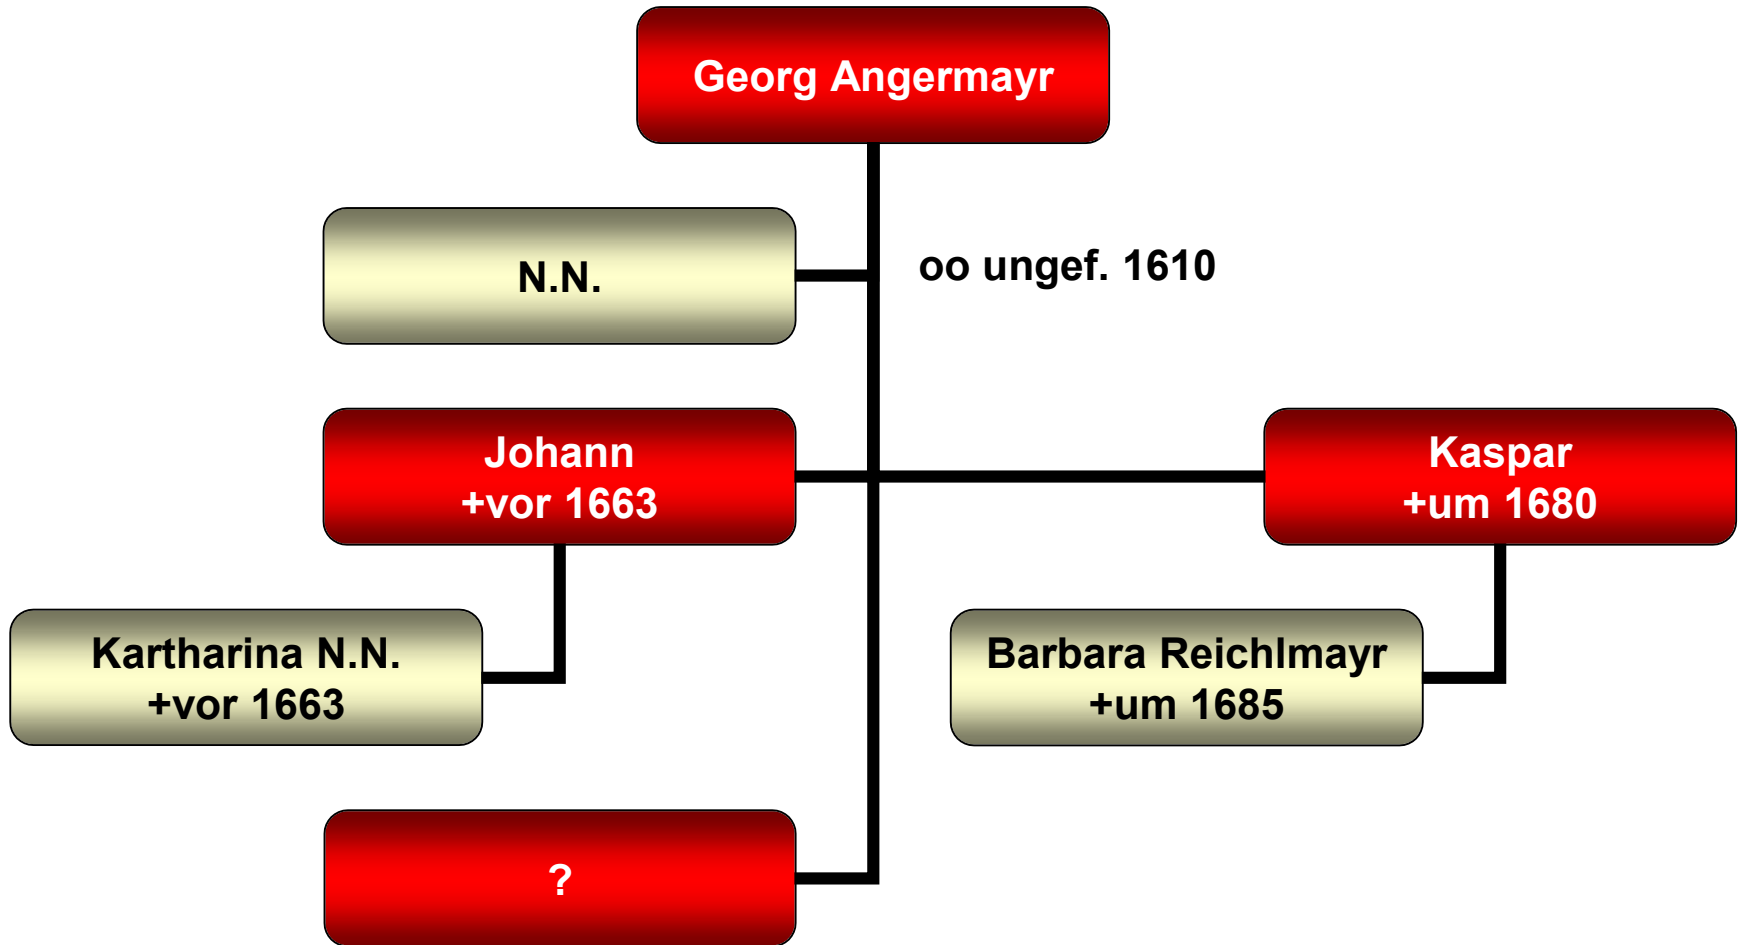 Georg Angermayr
N.N.
oo ungef. 1610
Johann
+vor 1663
Kaspar
+um 1680
Kartharina N.N.
+vor 1663
Barbara Reichlmayr
+um 1685
?